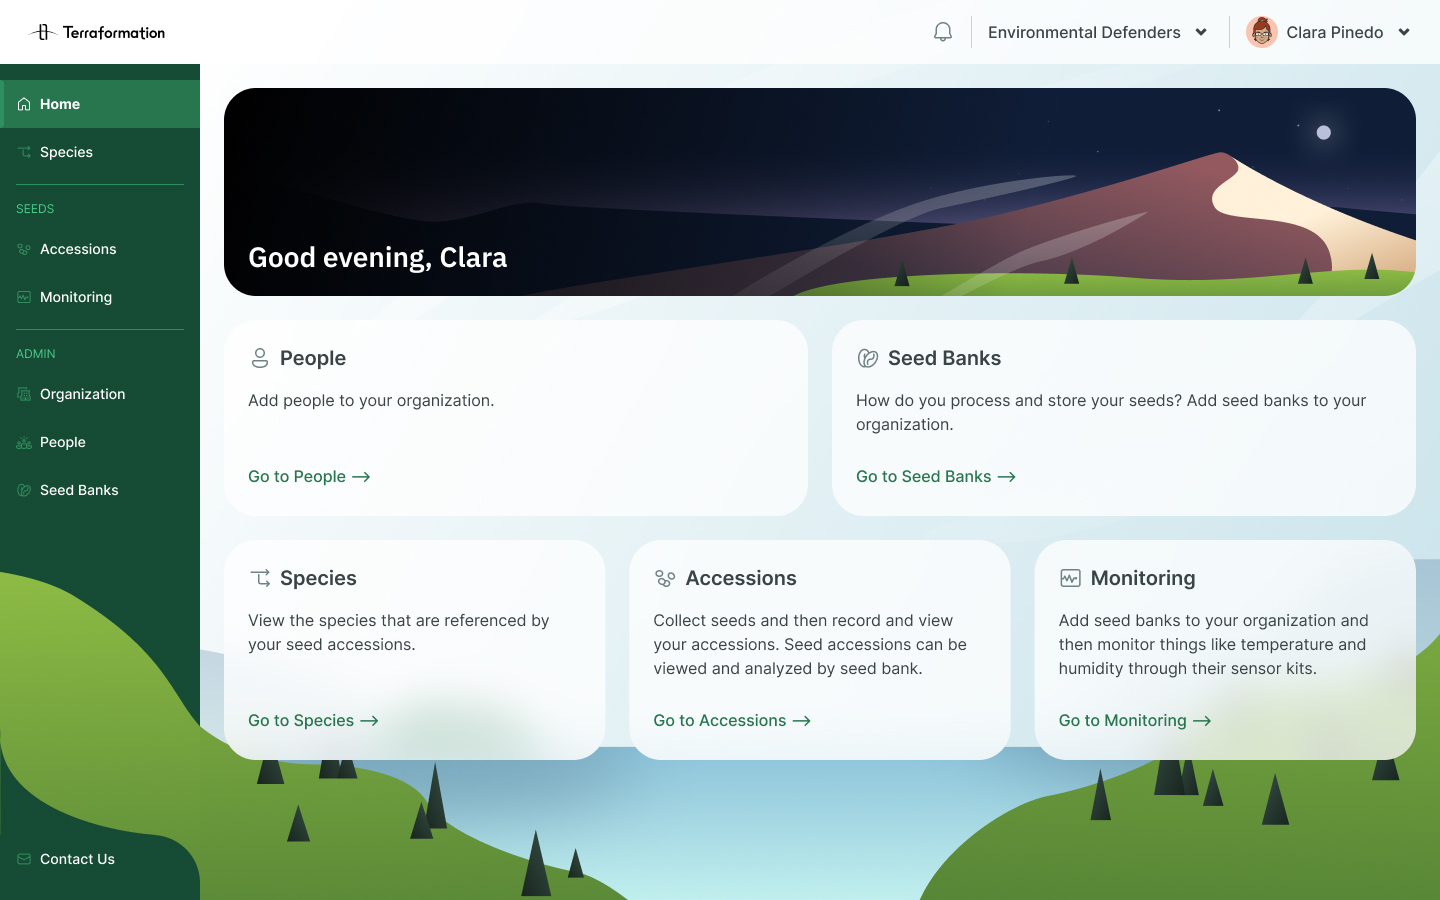 Terraformation
Environmental Defenders
Clara Pinedo
Home
Species
SEEDS
Accessions
Monitoring
ADMIN
Organization
People
Seed Banks
Contact Us
Good evening, Clara
People
Add people to your organization.
Go to People
Seed Banks
How do you process and store your seeds? Add seed banks to your
organization.
Go to Seed Banks
Species
View the species that are referenced by
your seed accessions.
Go to Species
Accessions
Collect seeds and then record and view
your accessions. Seed accessions can be
viewed and analyzed by seed bank.
Go to Accessions
Monitoring
Add seed banks to your organization and
then monitor things like temperature and
humidity through their sensor kits.
Go to Monitoring